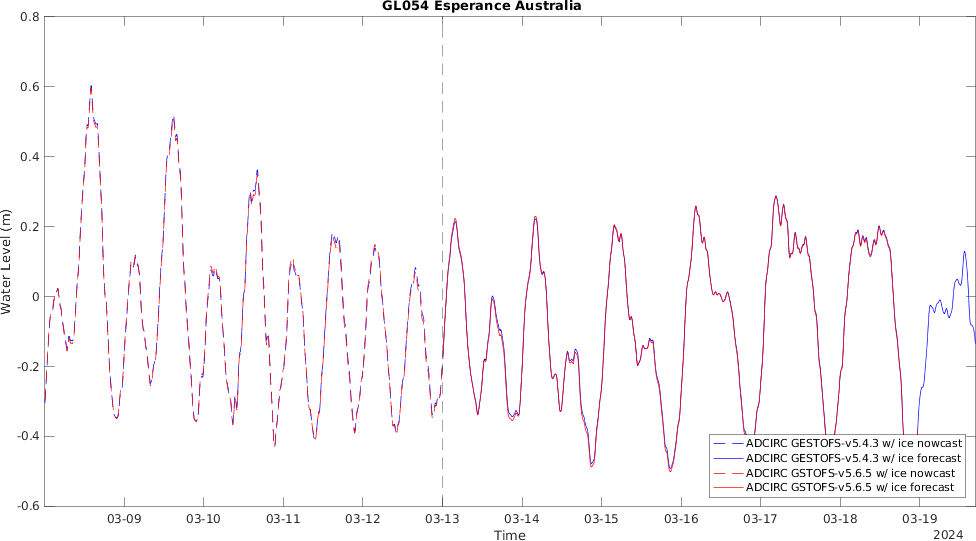 GL054 Esperance Australia
0.8
0.6
0.4
0.2
0
-0.2
-0.4
-0.6
Water Level (m)
ADCIRC GESTOFS-v5.4.3 w/ ice nowcast
ADCIRC GESTOFS-v5.4.3 w/ ice forecast
ADCIRC GSTOFS-v5.6.5 w/ ice nowcast
ADCIRC GSTOFS-v5.6.5 w/ ice forecast
03-09 03-10 03-11 03-12 03-13 03-14 03-15 03-16 03-17 03-18 03-19
Time
2024